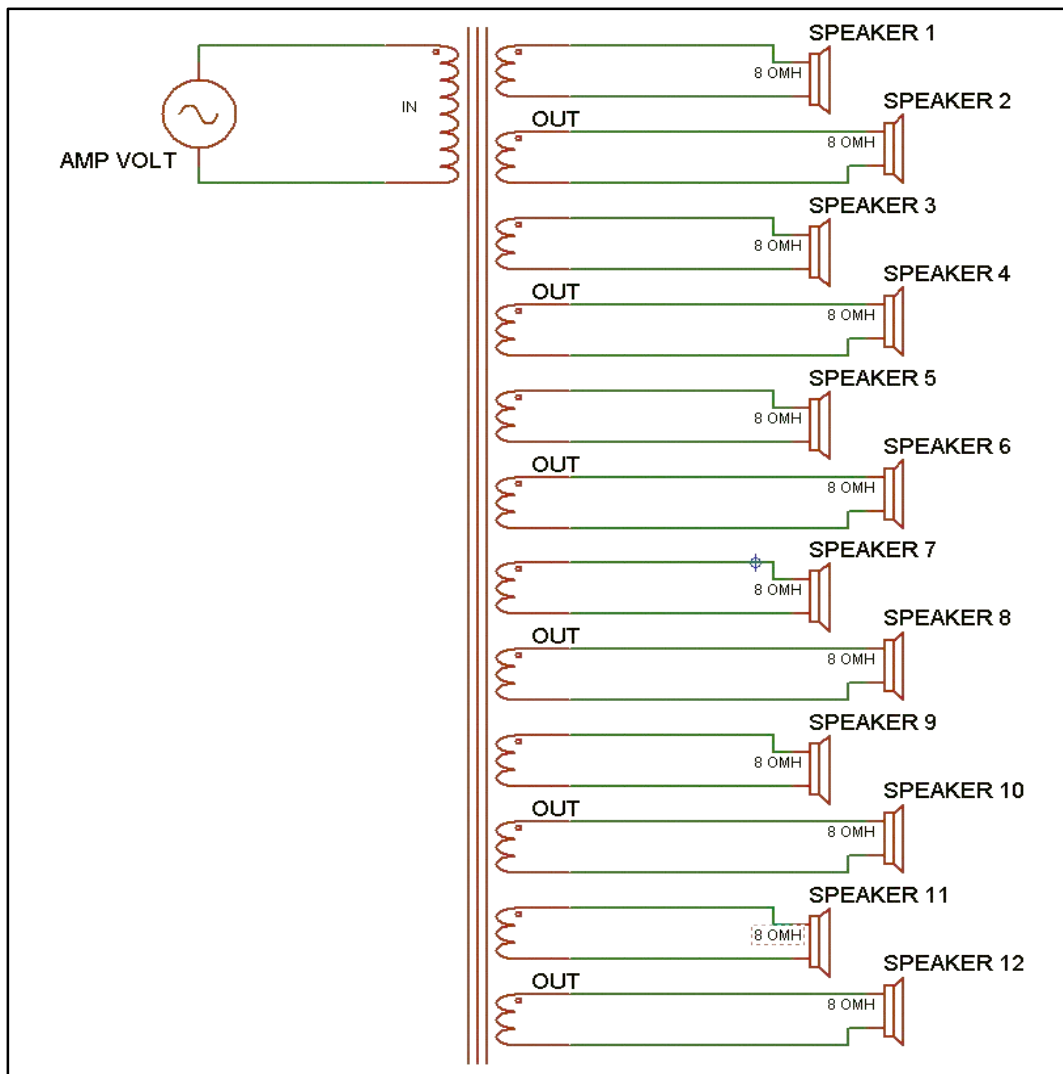 SPEAKER 1
8 OMH
SPEAKER 2
IN
OUT
8 OMH
AMP VOLT
SPEAKER 3
8 OMH
SPEAKER 4
OUT
8 OMH
SPEAKER 5
8 OMH
SPEAKER 6
OUT
8 OMH
SPEAKER 7
8 OMH
SPEAKER 8
OUT
8 OMH
SPEAKER 9
8 OMH
SPEAKER 10
OUT
8 OMH
SPEAKER 11
8 OMH
SPEAKER 12
OUT
8 OMH